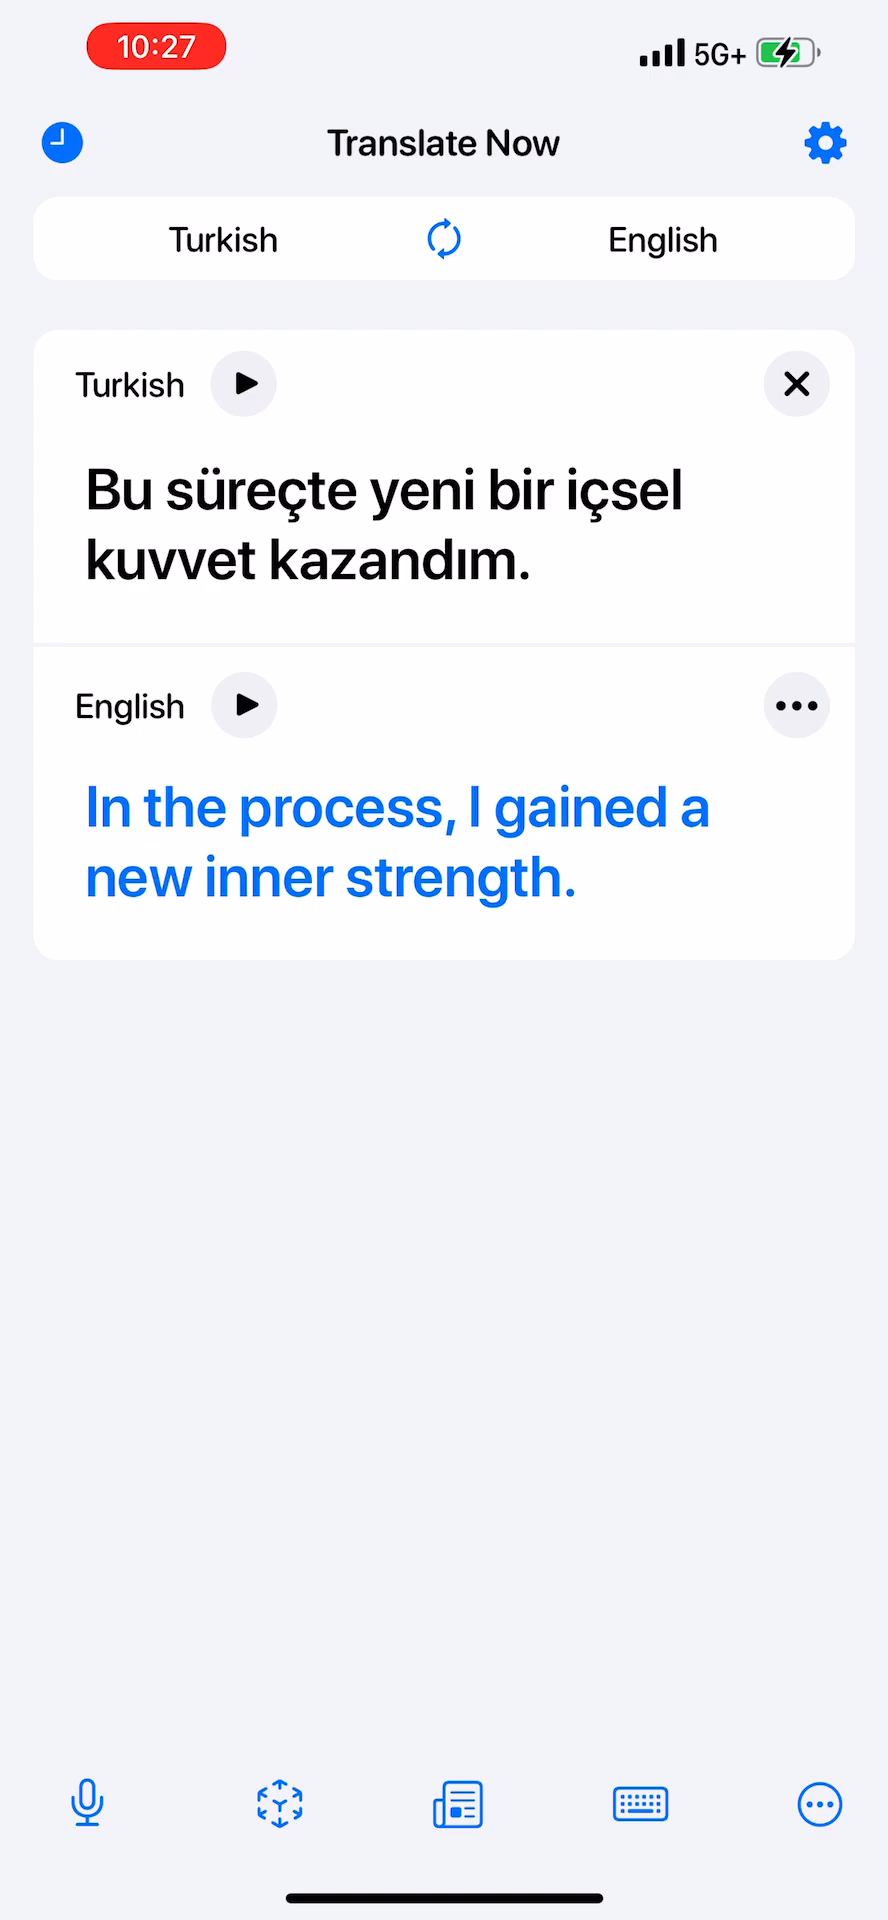 10:27
5G+
Translate Now
Turkish
English
Turkish
Bu süreçte yeni bir içsel
kuvvet kazandım.
English
In the process, I gained a
new inner strength.